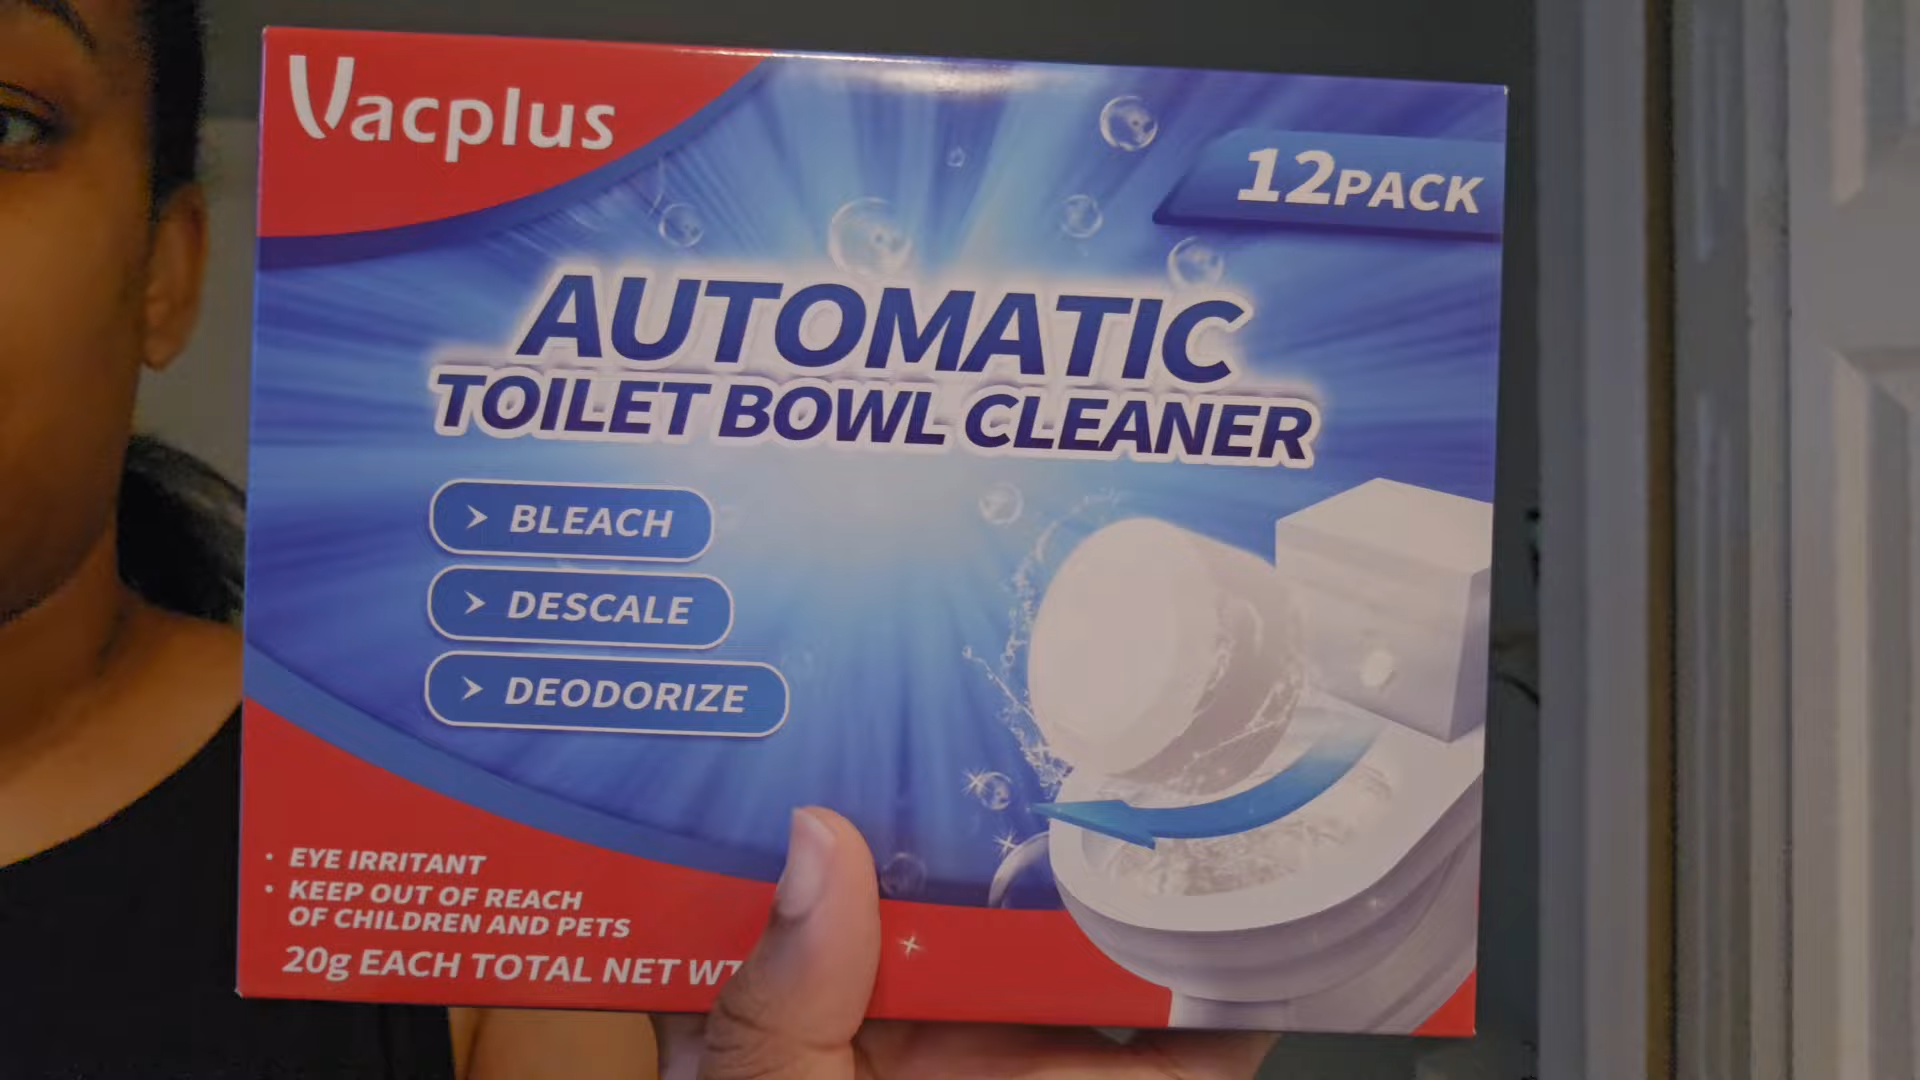 Vacplus
12PACK
AUTOMATIC
TOILET BOWL CLEANER
> BLEACH
> DESCALE
> DEODORIZE
• EYE IRRITANT
• KEEP OUT OF REACH
OF CHILDREN AND PETS
20g EACH TOTAL NET WT